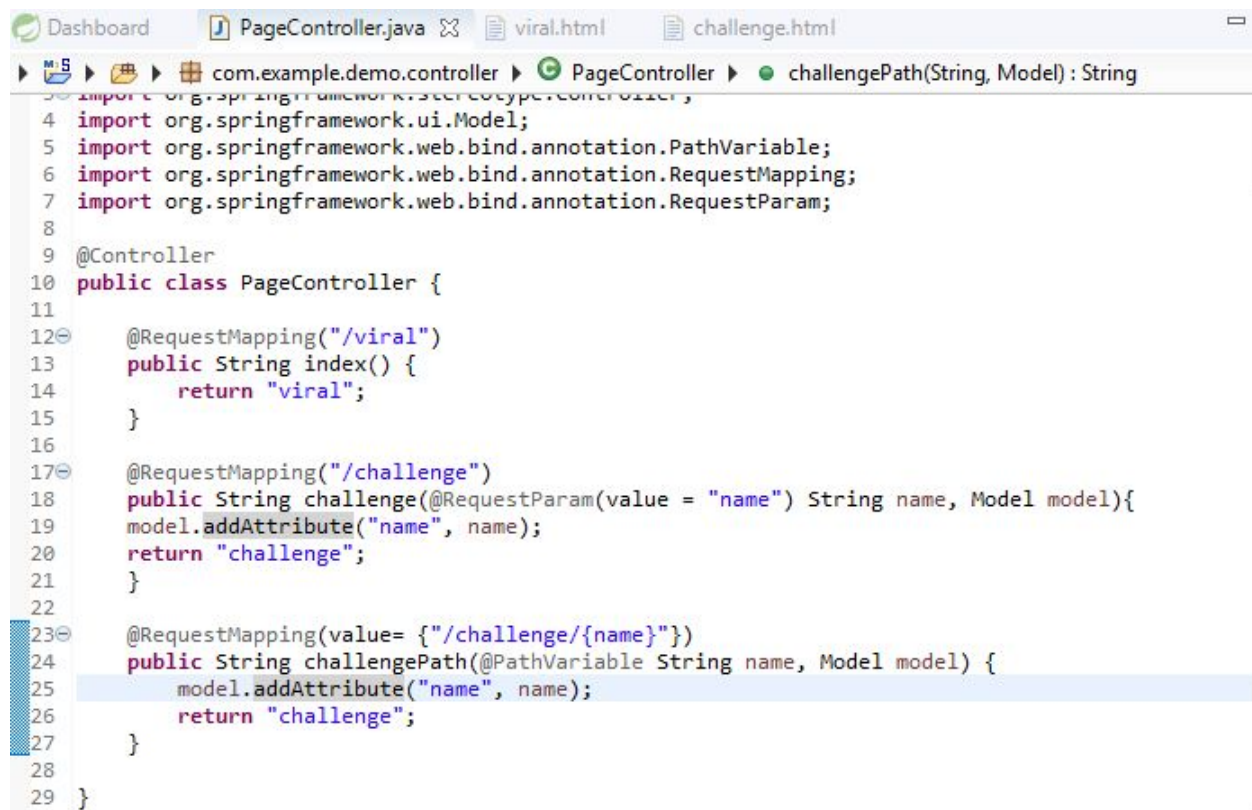 Dashboard PageController.java viral.html challenge.html
com.example.demo.controller PageController challengePath(String, Model) : String
3 import org.springframework.stereotype.Controller;
4 import org.springframework.ui.Model;
5 import org.springframework.web.bind.annotation.PathVariable;
6 import org.springframework.web.bind.annotation.RequestMapping;
7 import org.springframework.web.bind.annotation.RequestParam;
8
9 @Controller
10 public class PageController {
11
12 @RequestMapping("/viral")
13 public String index() {
14 return "viral";
15 }
16
17 @RequestMapping("/challenge")
18 public String challenge(@RequestParam(value = "name") String name, Model model){
19 model.addAttribute("name", name);
20 return "challenge";
21 }
22
23 @RequestMapping(value= {"/challenge/{name}"})
24 public String challengePath(@PathVariable String name, Model model) {
25 model.addAttribute("name", name);
26 return "challenge";
27 }
28
29 }